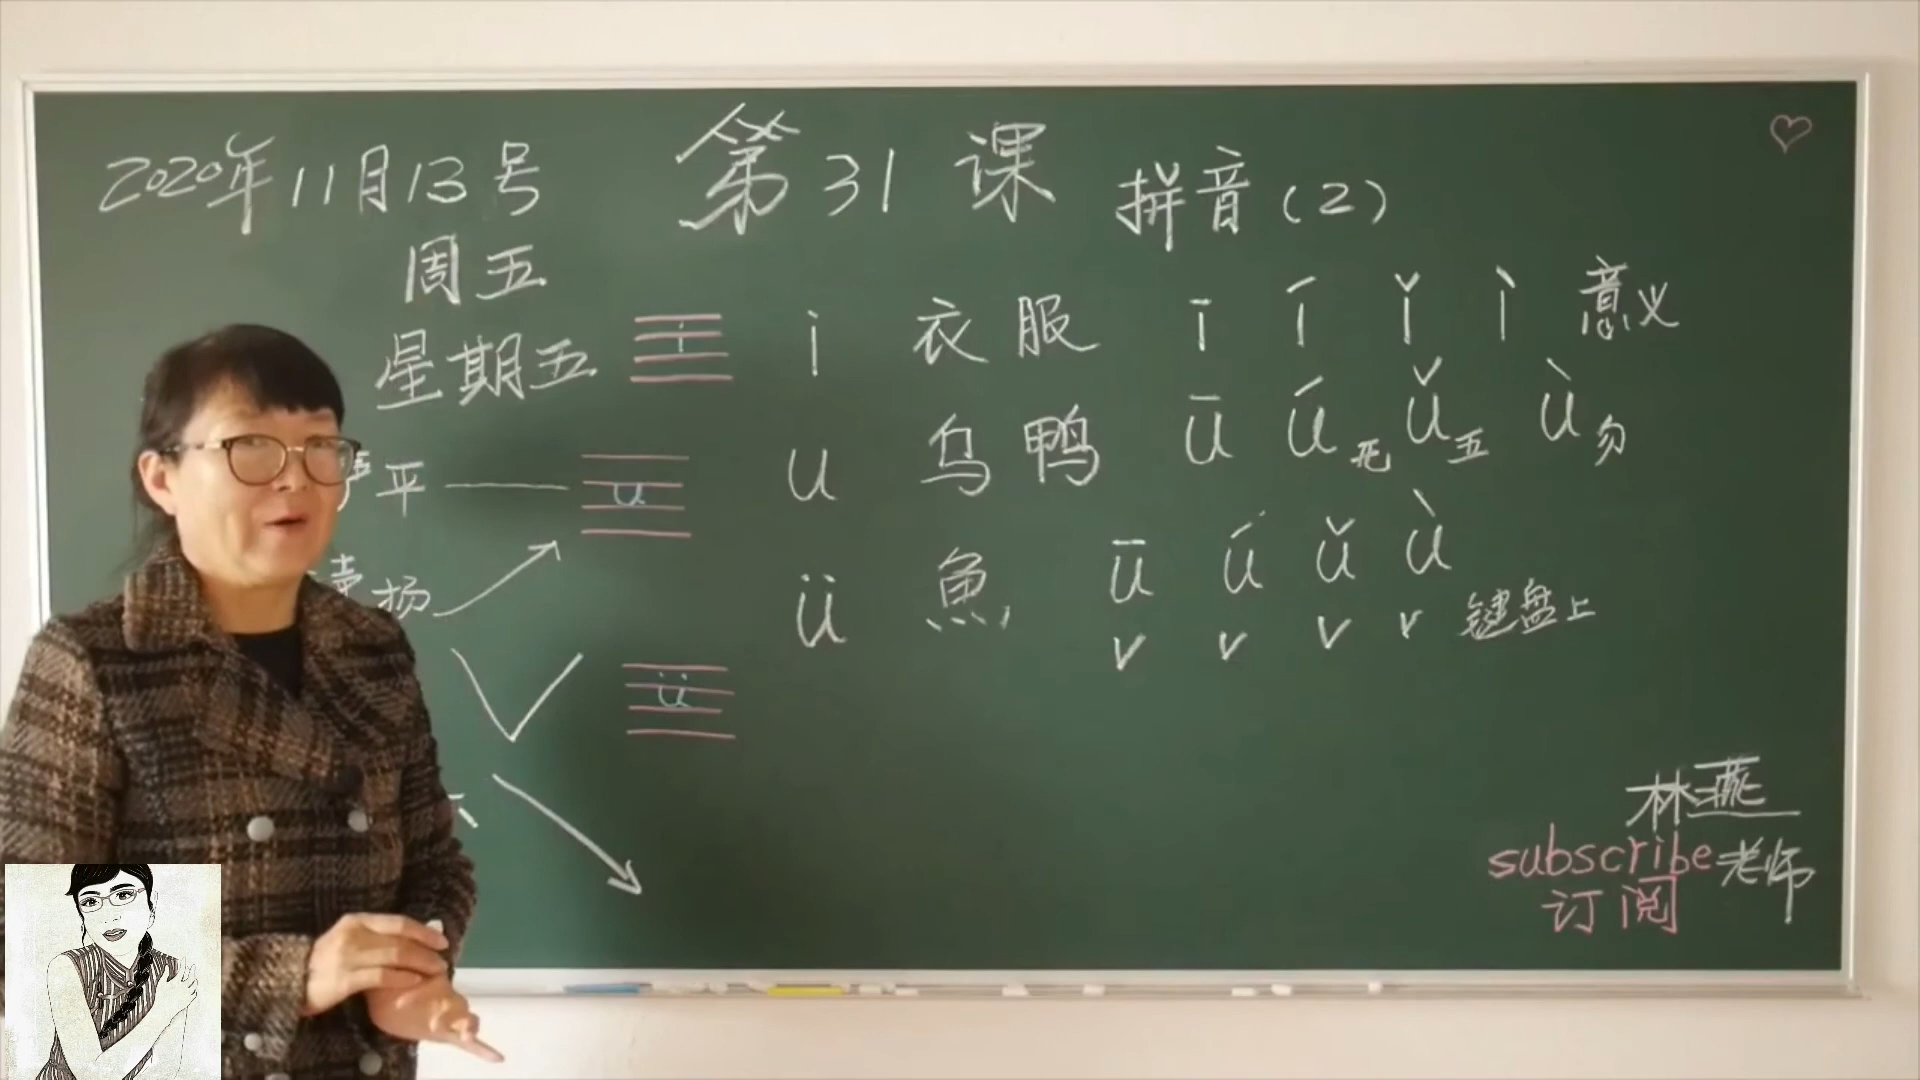 2020年11月13号 第31课 拼音(2)
周五
星期五
i i 衣服 ī í ǐ ì 意义
平 u u 乌鸭 ū ú ǔ 五 ù 勿
读扬 ü ü 魚 ū ú ǔ ù
v v v v 键盘上
林燕
subscribe 老师
订阅